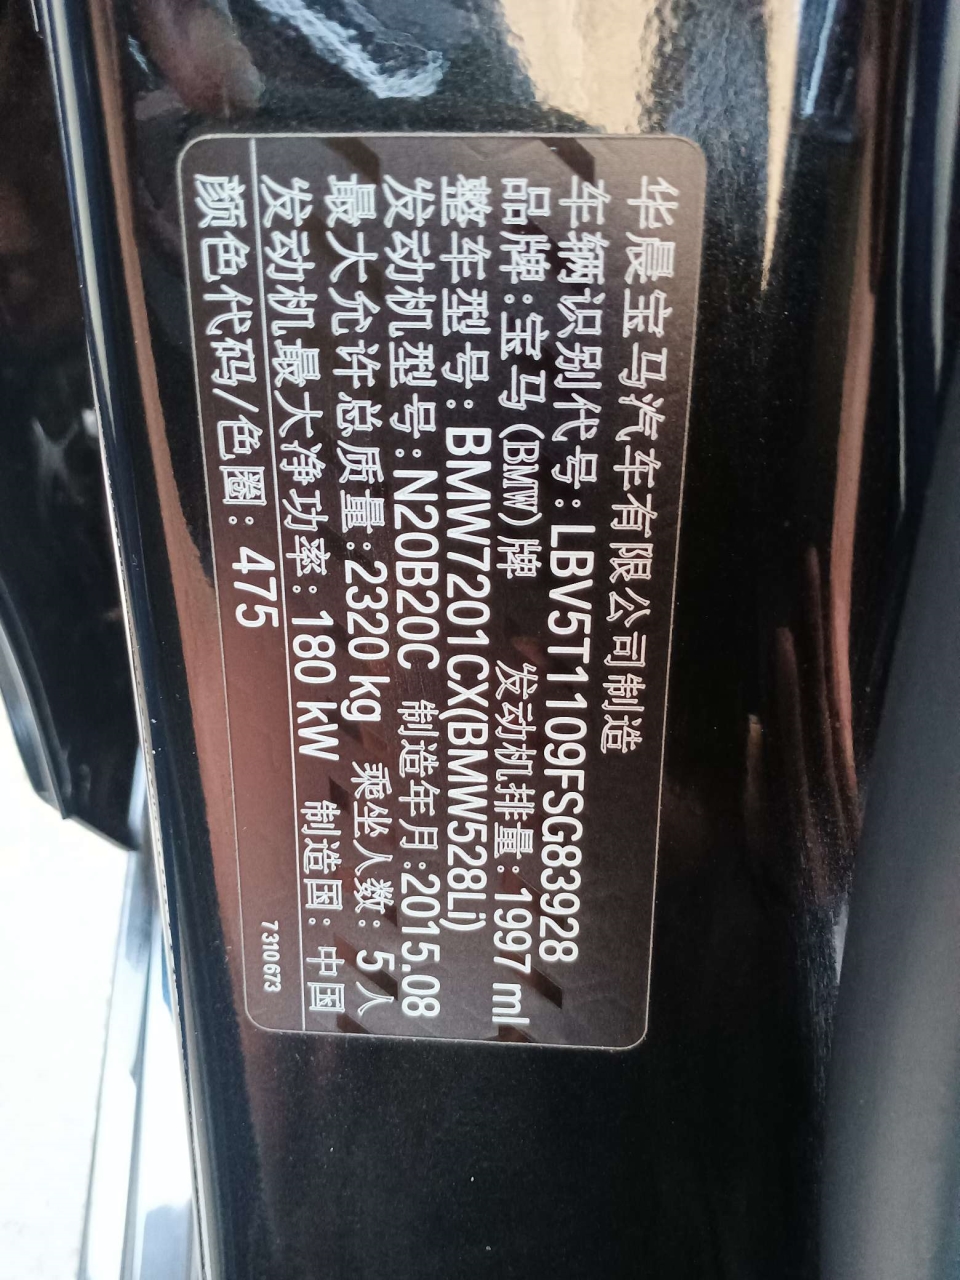 华晨宝马汽车有限公司制造
车辆识别代号:LBV5T1109FSG83928
品牌:宝马(BMW)牌 发动机排量:1997 ml
整车型号:BMW7201CX(BMW528Li)
发动机型号:N20B20C 制造年月:2015.08
最大允许总质量:2320 kg 乘坐人数:5人
发动机最大净功率:180 kW 制造国:中国
颜色代码/色圈:475
7310673